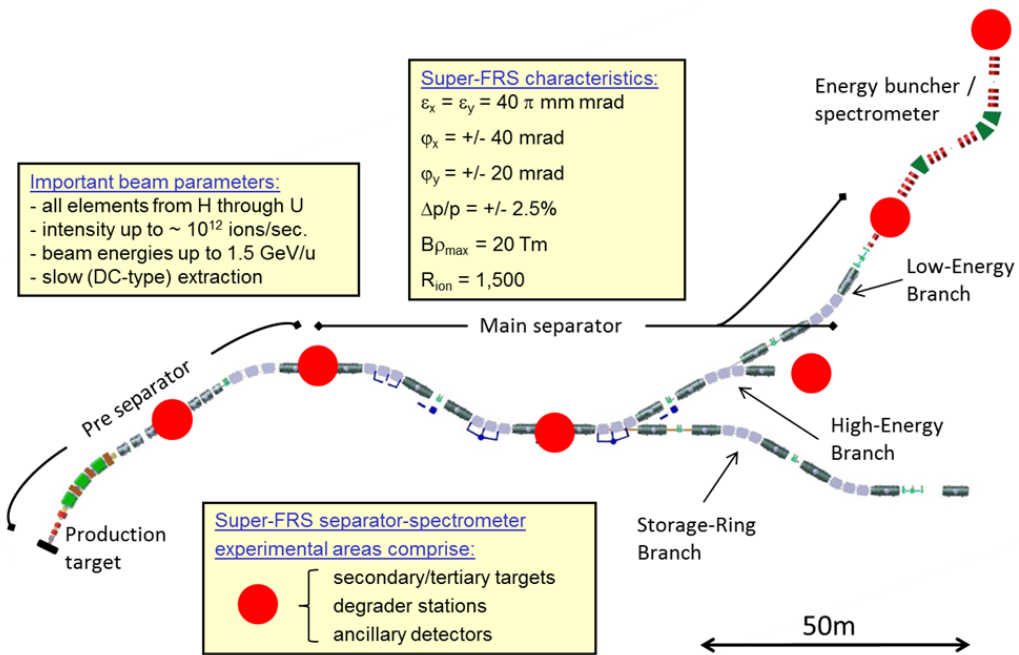 Super-FRS characteristics:
εx = εy = 40 π mm mrad
φx = +/- 40 mrad
φy = +/- 20 mrad
Δp/p = +/- 2.5%
Bρmax = 20 Tm
Rion = 1,500
Energy buncher /
spectrometer
Important beam parameters:
- all elements from H through U
- intensity up to ~ 10¹² ions/sec.
- beam energies up to 1.5 GeV/u
- slow (DC-type) extraction
Low-Energy
Branch
Main separator
Pre separator
High-Energy
Branch
Storage-Ring
Branch
Production
target
Super-FRS separator-spectrometer
experimental areas comprise:
secondary/tertiary targets
degrader stations
ancillary detectors
50m